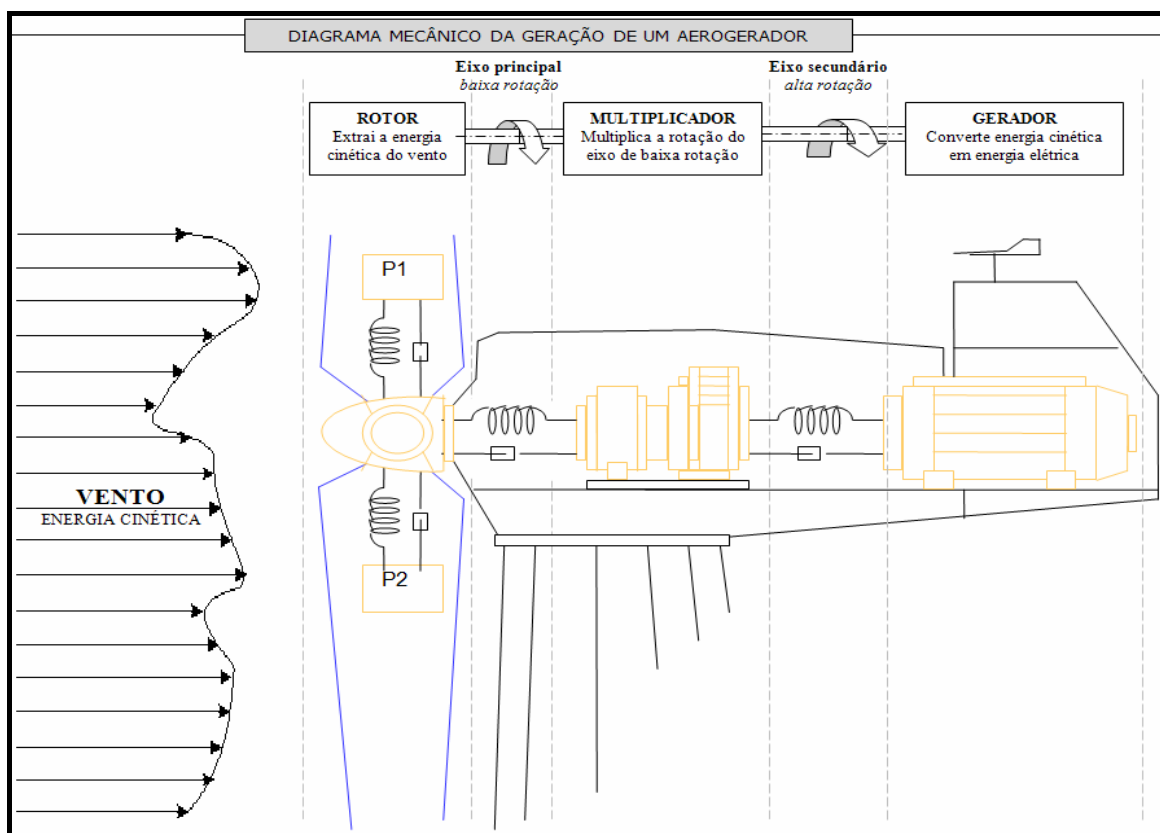 DIAGRAMA MECÂNICO DA GERAÇÃO DE UM AEROGERADOR
Eixo principal
baixa rotação
Eixo secundário
alta rotação
ROTOR
Extrai a energia
cinética do vento
MULTIPLICADOR
Multiplica a rotação do
eixo de baixa rotação
GERADOR
Converte energia cinética
em energia elétrica
P1
VENTO
ENERGIA CINÉTICA
P2